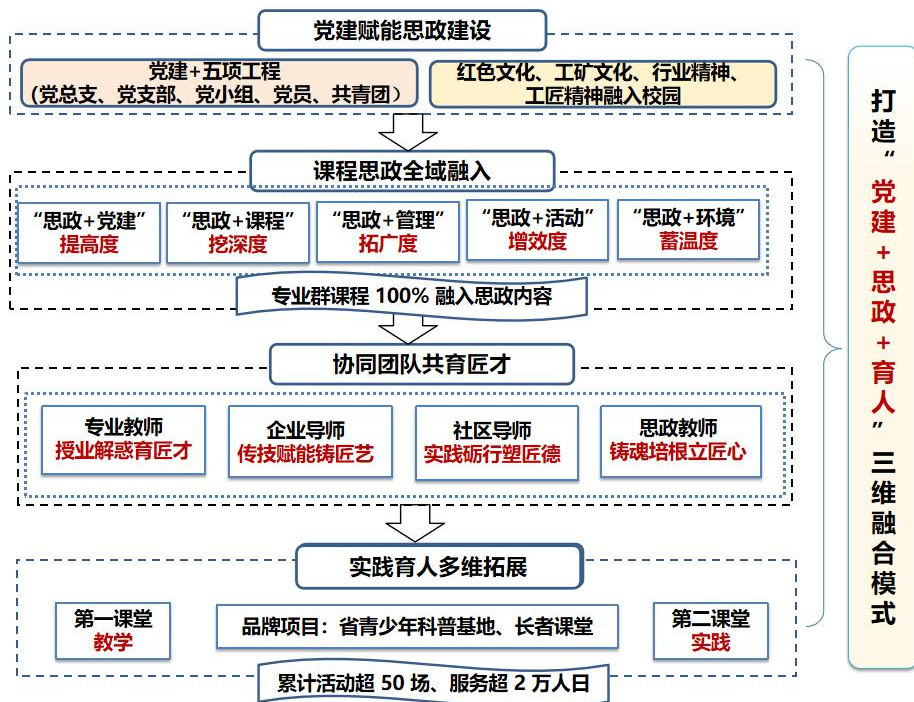 党建赋能思政建设
党建+五项工程
（党总支、党支部、党小组、党员、共青团）
红色文化、工矿文化、行业精神、
工匠精神融入校园
课程思政全域融入
“思政+党建”
提高度
“思政+课程”
挖深度
“思政+管理”
拓广度
“思政+活动”
增效度
“思政+环境”
蓄温度
专业群课程 100% 融入思政内容
协同团队共育匠才
专业教师
授业解惑育匠才
企业导师
传技赋能铸匠艺
社区导师
实践砺行塑匠德
思政教师
铸魂培根立匠心
实践育人多维拓展
第一课堂
教学
品牌项目：省青少年科普基地、长者课堂
第二课堂
实践
累计活动超 50 场、服务超 2 万人日
打造“党建+思政+育人”三维融合模式